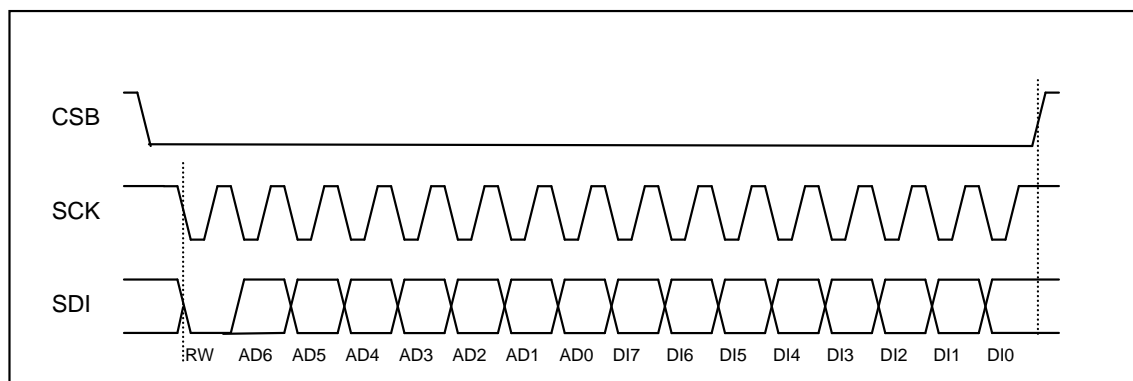 CSB
SCK
SDI
RW AD6 AD5 AD4 AD3 AD2 AD1 AD0 DI7 DI6 DI5 DI4 DI3 DI2 DI1 DI0